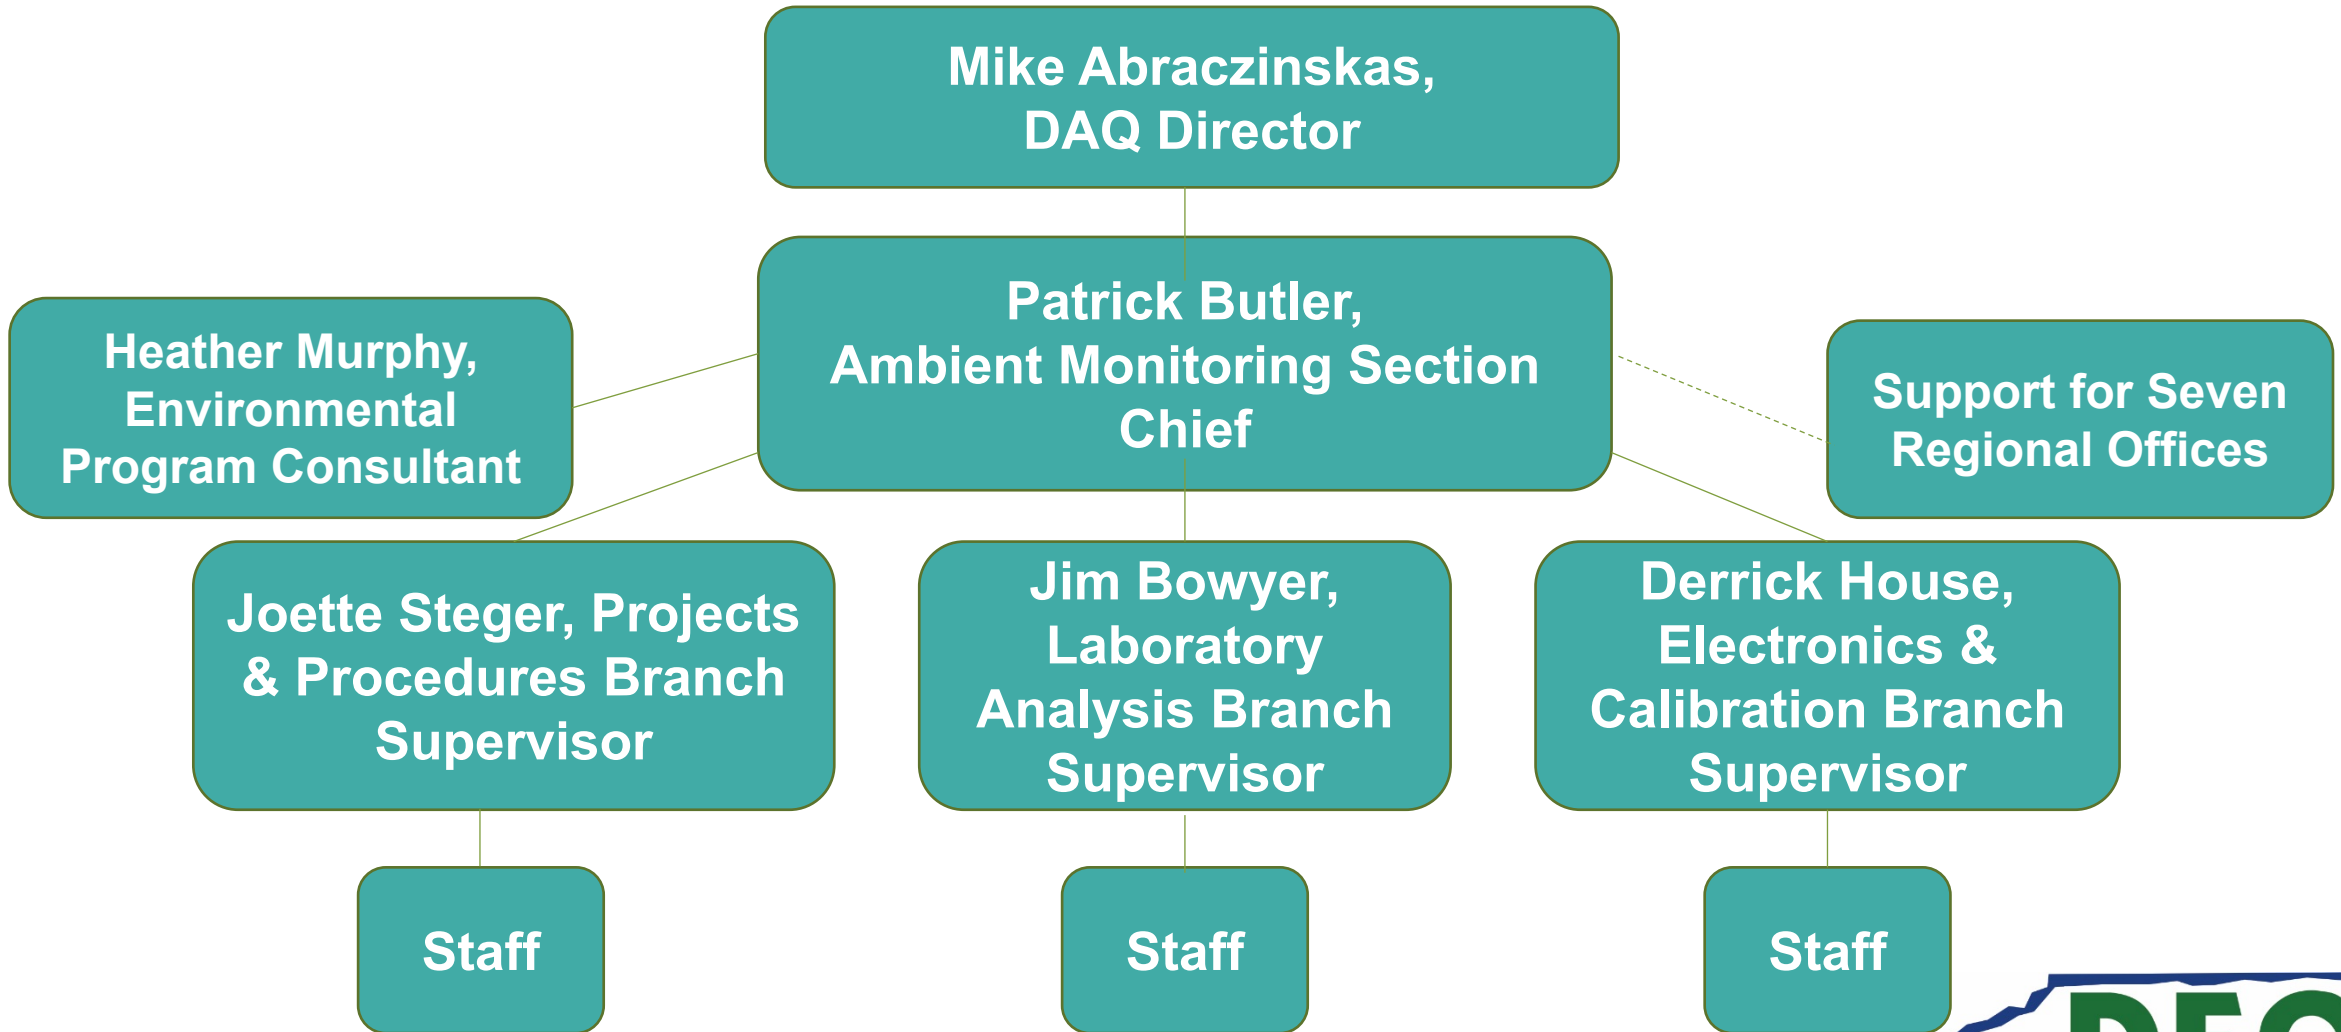 Mike Abraczinskas,
DAQ Director
Patrick Butler,
Ambient Monitoring Section
Chief
Heather Murphy,
Environmental
Program Consultant
Support for Seven
Regional Offices
Joette Steger, Projects
& Procedures Branch
Supervisor
Jim Bowyer,
Laboratory
Analysis Branch
Supervisor
Derrick House,
Electronics &
Calibration Branch
Supervisor
Staff
Staff
Staff